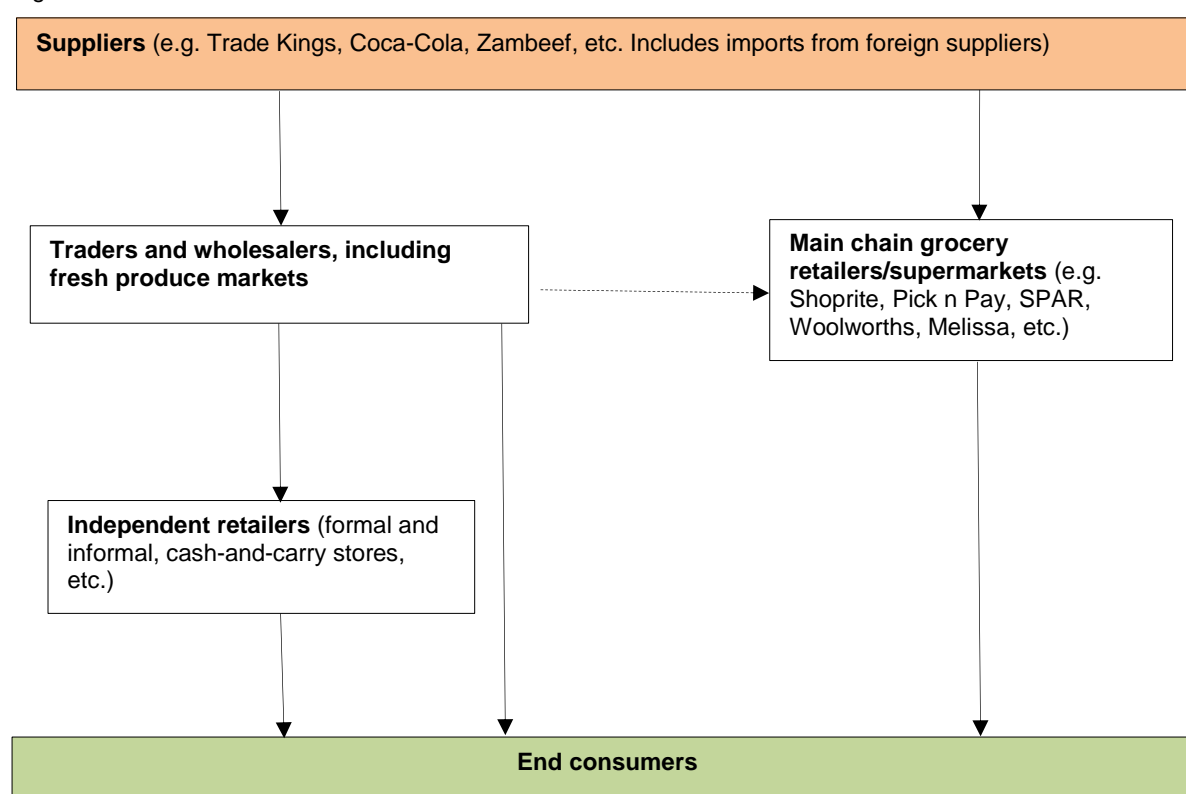 Suppliers (e.g. Trade Kings, Coca-Cola, Zambeef, etc. Includes imports from foreign suppliers)
Traders and wholesalers, including
fresh produce markets
Main chain grocery
retailers/supermarkets (e.g.
Shoprite, Pick n Pay, SPAR,
Woolworths, Melissa, etc.)
Independent retailers (formal and
informal, cash-and-carry stores,
etc.)
End consumers